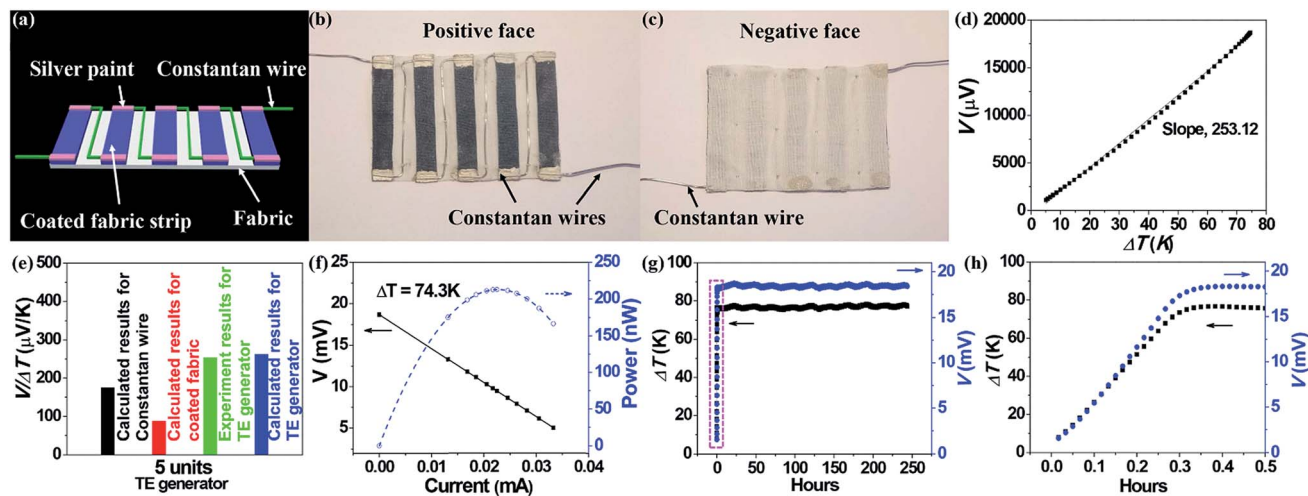 (a)
Silver paint
Constantan wire
Coated fabric strip
Fabric
(b)
Positive face
Constantan wires
(c)
Negative face
Constantan wire
(d)
20000
15000
10000
5000
0
V (μV)
Slope, 253.12
0 10 20 30 40 50 60 70 80
ΔT (K)
(e)
500
400
300
200
100
0
V/ΔT (μV/K)
Calculated results for
Constantan wire
Calculated results for
coated fabric
Experiment results for
TE generator
Calculated results for
TE generator
5 units
TE generator
(f)
25
20
15
10
5
V (mV)
ΔT = 74.3K
250
200
150
100
50
0
Power (nW)
0.00 0.01 0.02 0.03 0.04
Current (mA)
(g)
100
80
60
40
20
0
ΔT (K)
20
15
10
5
0
V (mV)
0 50 100 150 200 250
Hours
(h)
100
80
60
40
20
0
ΔT (K)
20
15
10
5
0
V (mV)
0.0 0.1 0.2 0.3 0.4 0.5
Hours